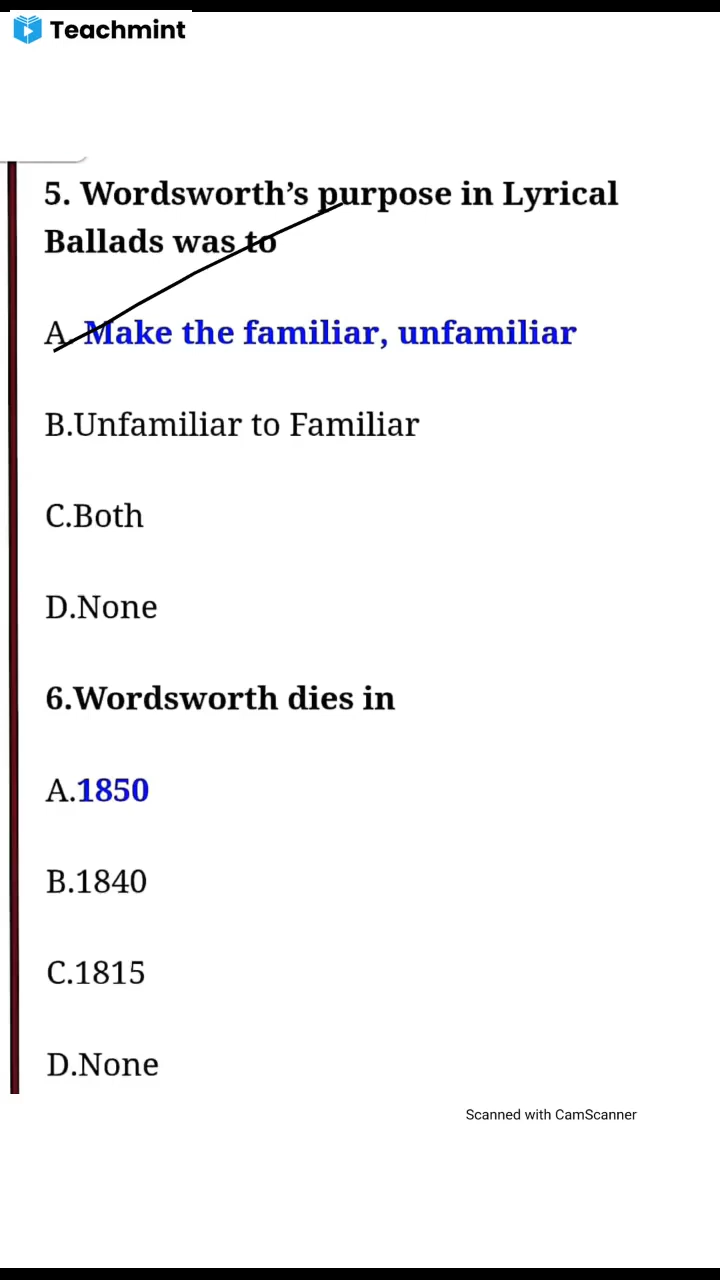 Teachmint
5. Wordsworth’s purpose in Lyrical
Ballads was to
A. Make the familiar, unfamiliar
B.Unfamiliar to Familiar
C.Both
D.None
6.Wordsworth dies in
A.1850
B.1840
C.1815
D.None
Scanned with CamScanner